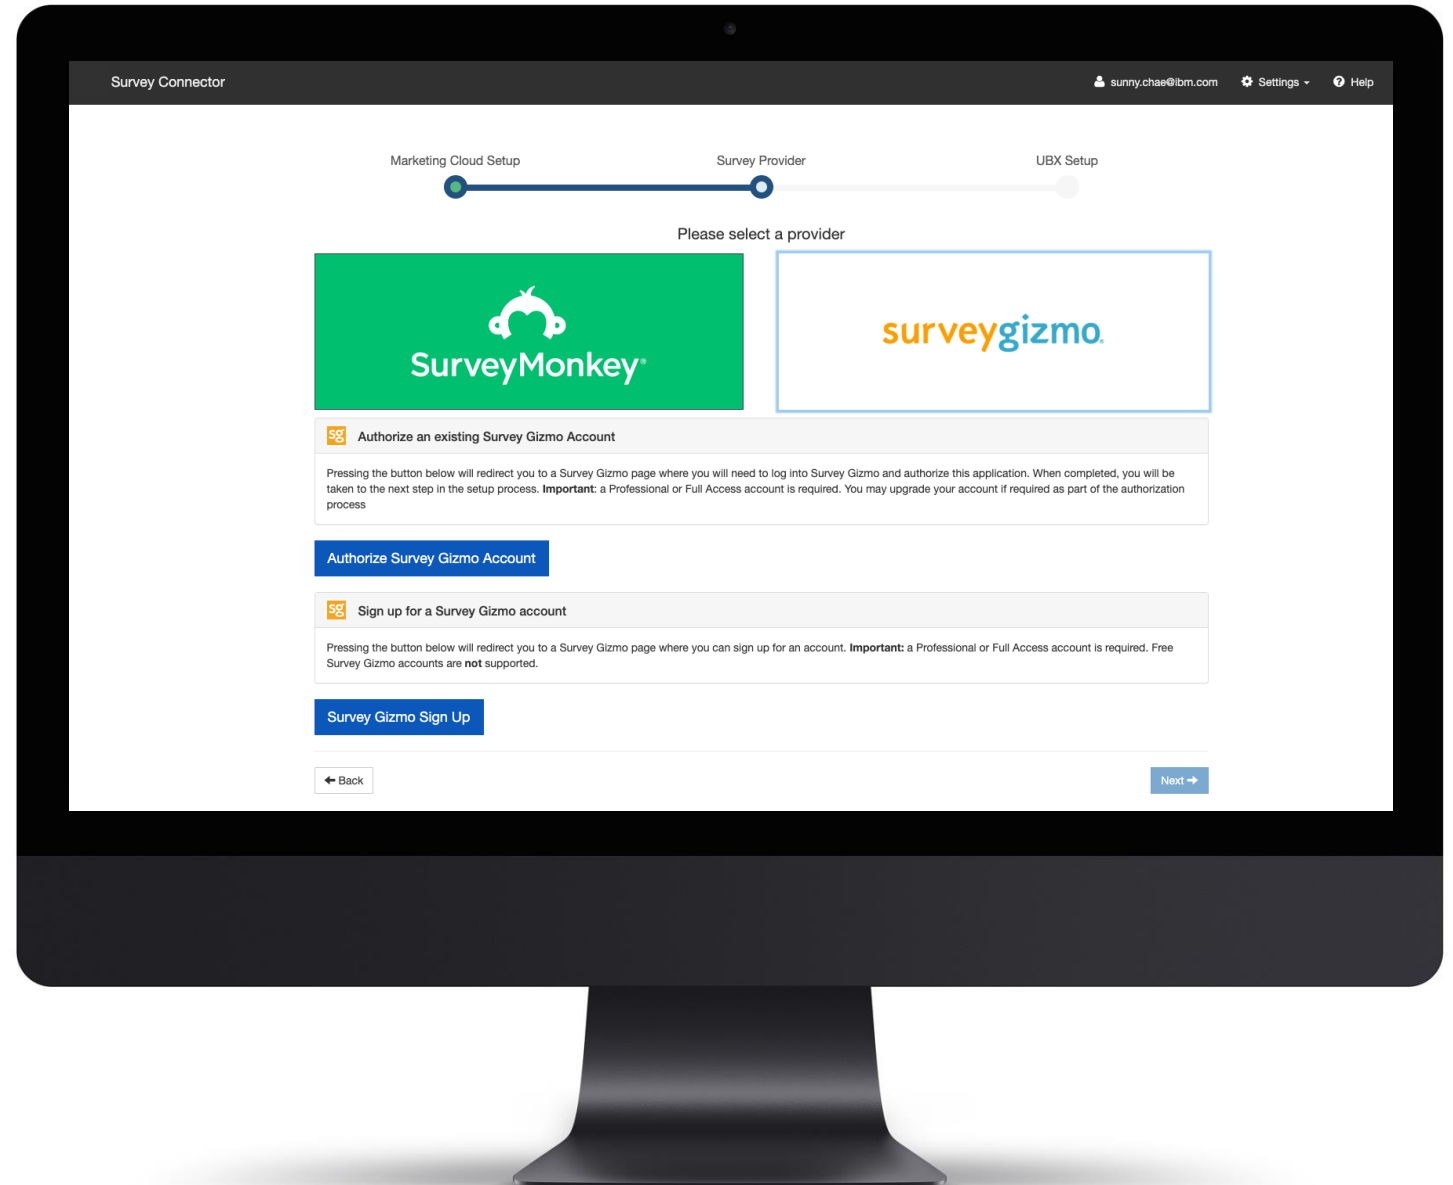 Survey Connector
sunny.chae@ibm.com Settings Help
Marketing Cloud Setup Survey Provider UBX Setup
Please select a provider
SurveyMonkey®
surveygizmo®
sg Authorize an existing Survey Gizmo Account
Pressing the button below will redirect you to a Survey Gizmo page where you will need to log into Survey Gizmo and authorize this application. When completed, you will be
taken to the next step in the setup process. Important: a Professional or Full Access account is required. You may upgrade your account if required as part of the authorization
process
Authorize Survey Gizmo Account
sg Sign up for a Survey Gizmo account
Pressing the button below will redirect you to a Survey Gizmo page where you can sign up for an account. Important: a Professional or Full Access account is required. Free
Survey Gizmo accounts are not supported.
Survey Gizmo Sign Up
Back
Next